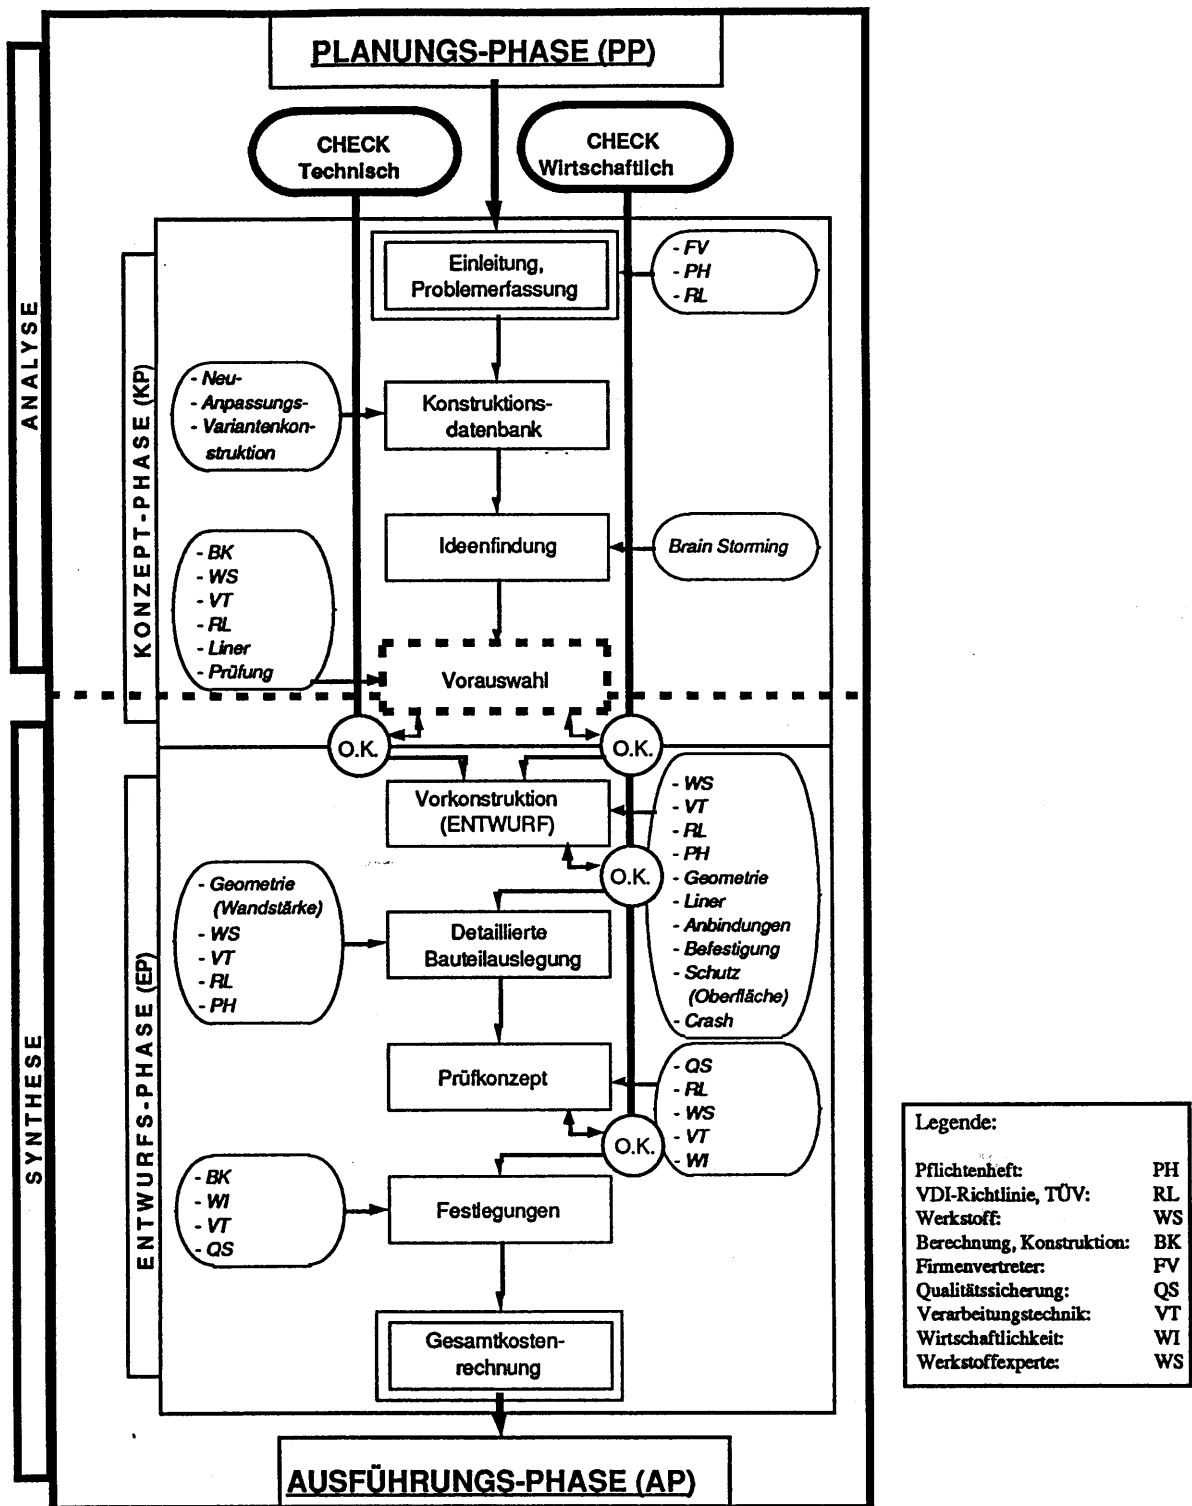 PLANUNGS-PHASE (PP)
CHECK
Technisch
CHECK
Wirtschaftlich
ANALYSE
KONZEPT-PHASE (KP)
Einleitung,
Problemerfassung
- FV
- PH
- RL
- Neu-
- Anpassungs-
- Variantenkon-
struktion
Konstruktions-
datenbank
Ideenfindung
Brain Storming
- BK
- WS
- VT
- RL
- Liner
- Prüfung
Vorauswahl
O.K.
O.K.
SYNTHESE
ENTWURFS-PHASE (EP)
Vorkonstruktion
(ENTWURF)
- WS
- VT
- RL
- PH
- Geometrie
- Liner
- Anbindungen
- Befestigung
- Schutz
(Oberfläche)
- Crash
O.K.
- Geometrie
(Wandstärke)
- WS
- VT
- RL
- PH
Detaillierte
Bauteilauslegung
Prüfkonzept
- QS
- RL
- WS
- VT
- WI
O.K.
- BK
- WI
- VT
- QS
Festlegungen
Gesamtkosten-
rechnung
AUSFÜHRUNGS-PHASE (AP)
Legende:
Pflichtenheft: PH
VDI-Richtlinie, TÜV: RL
Werkstoff: WS
Berechnung, Konstruktion: BK
Firmenvertreter: FV
Qualitätssicherung: QS
Verarbeitungstechnik: VT
Wirtschaftlichkeit: WI
Werkstoffexperte: WS